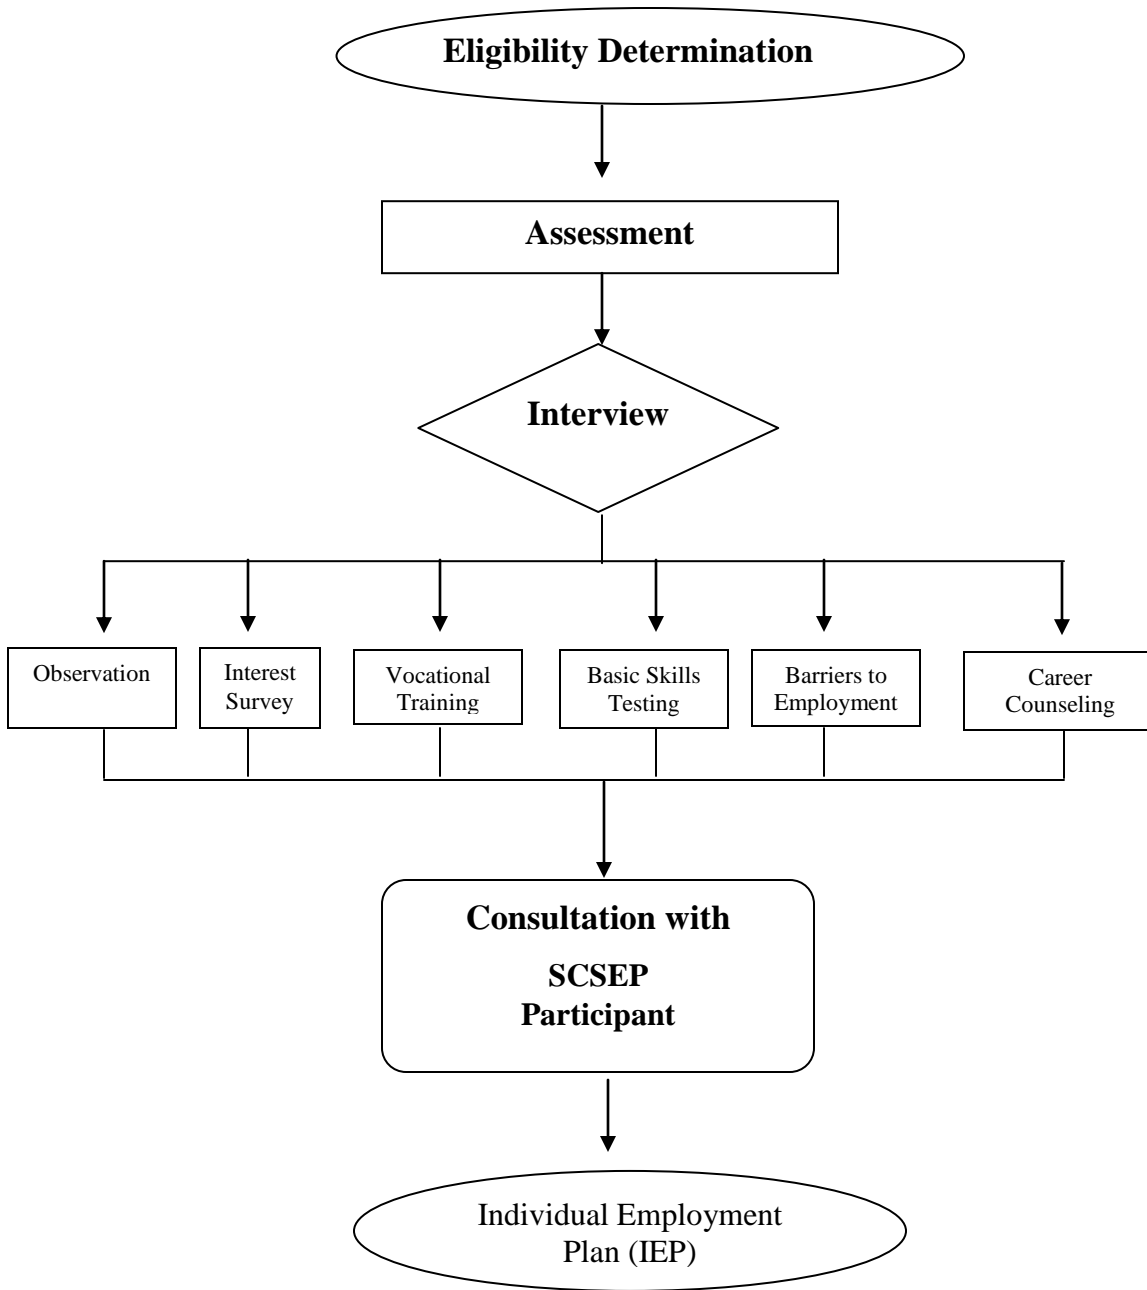 Eligibility Determination
Assessment
Interview
Observation
Interest
Survey
Vocational
Training
Basic Skills
Testing
Barriers to
Employment
Career
Counseling
Consultation with
SCSEP
Participant
Individual Employment
Plan (IEP)